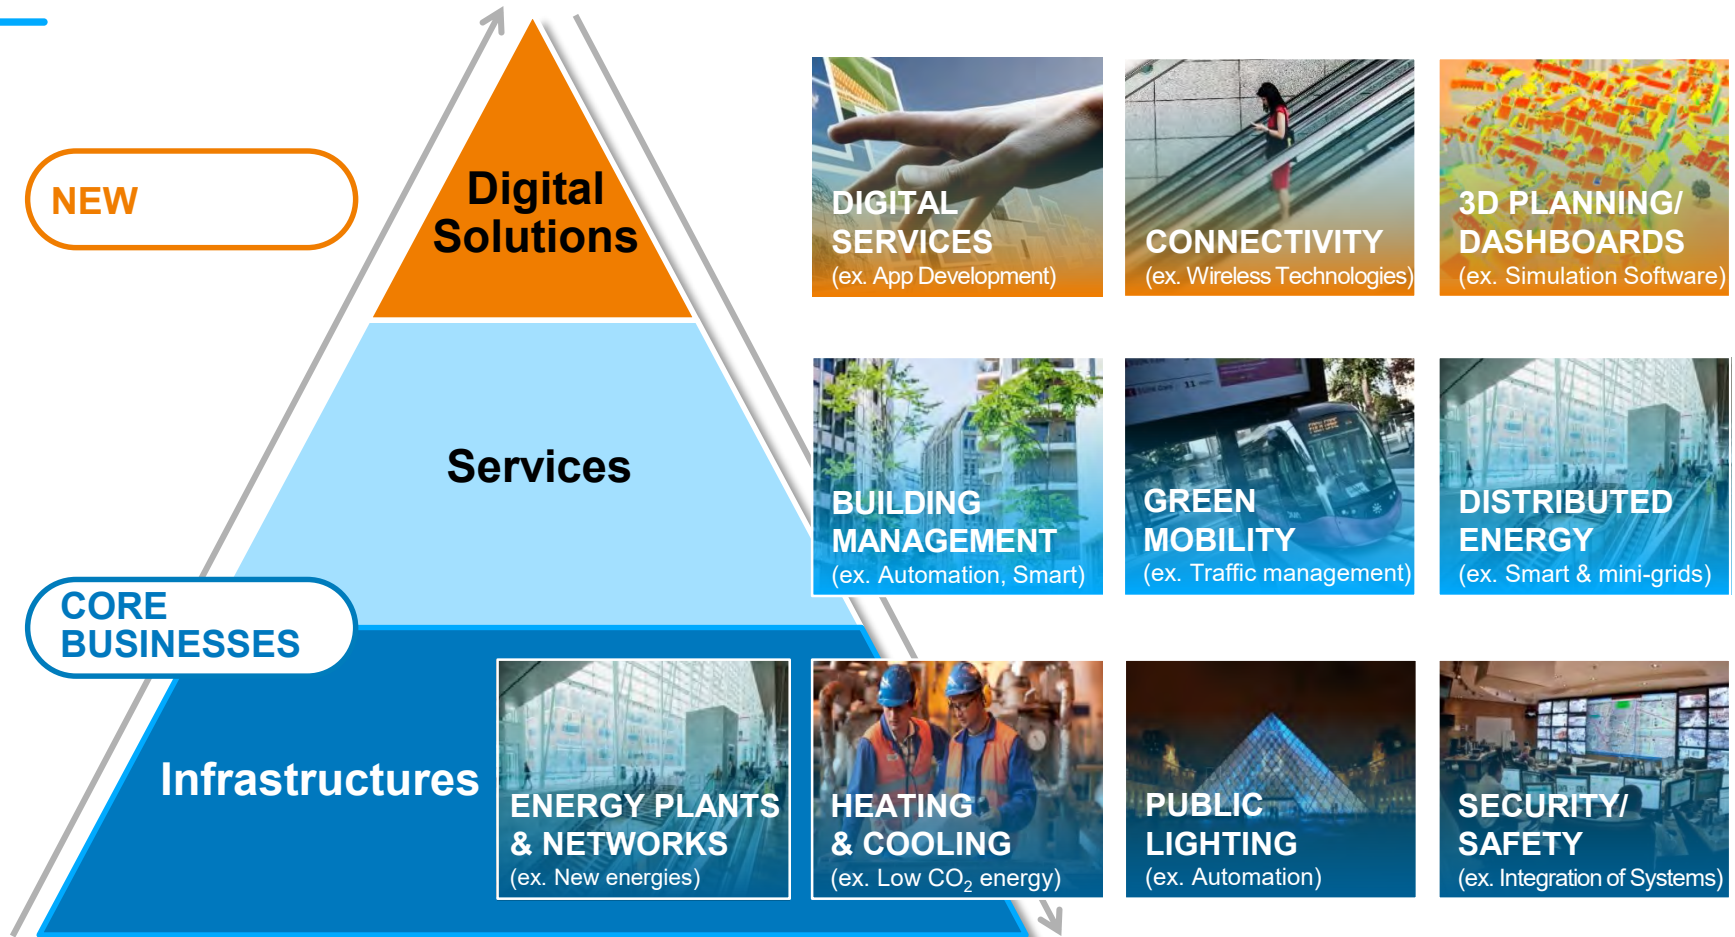 NEW
Digital
Solutions
DIGITAL
SERVICES
(ex. App Development)
CONNECTIVITY
(ex. Wireless Technologies)
3D PLANNING/
DASHBOARDS
(ex. Simulation Software)
Services
BUILDING
MANAGEMENT
(ex. Automation, Smart)
GREEN
MOBILITY
(ex. Traffic management)
DISTRIBUTED
ENERGY
(ex. Smart & mini-grids)
CORE
BUSINESSES
Infrastructures
ENERGY PLANTS
& NETWORKS
(ex. New energies)
HEATING
& COOLING
(ex. Low CO₂ energy)
PUBLIC
LIGHTING
(ex. Automation)
SECURITY/
SAFETY
(ex. Integration of Systems)